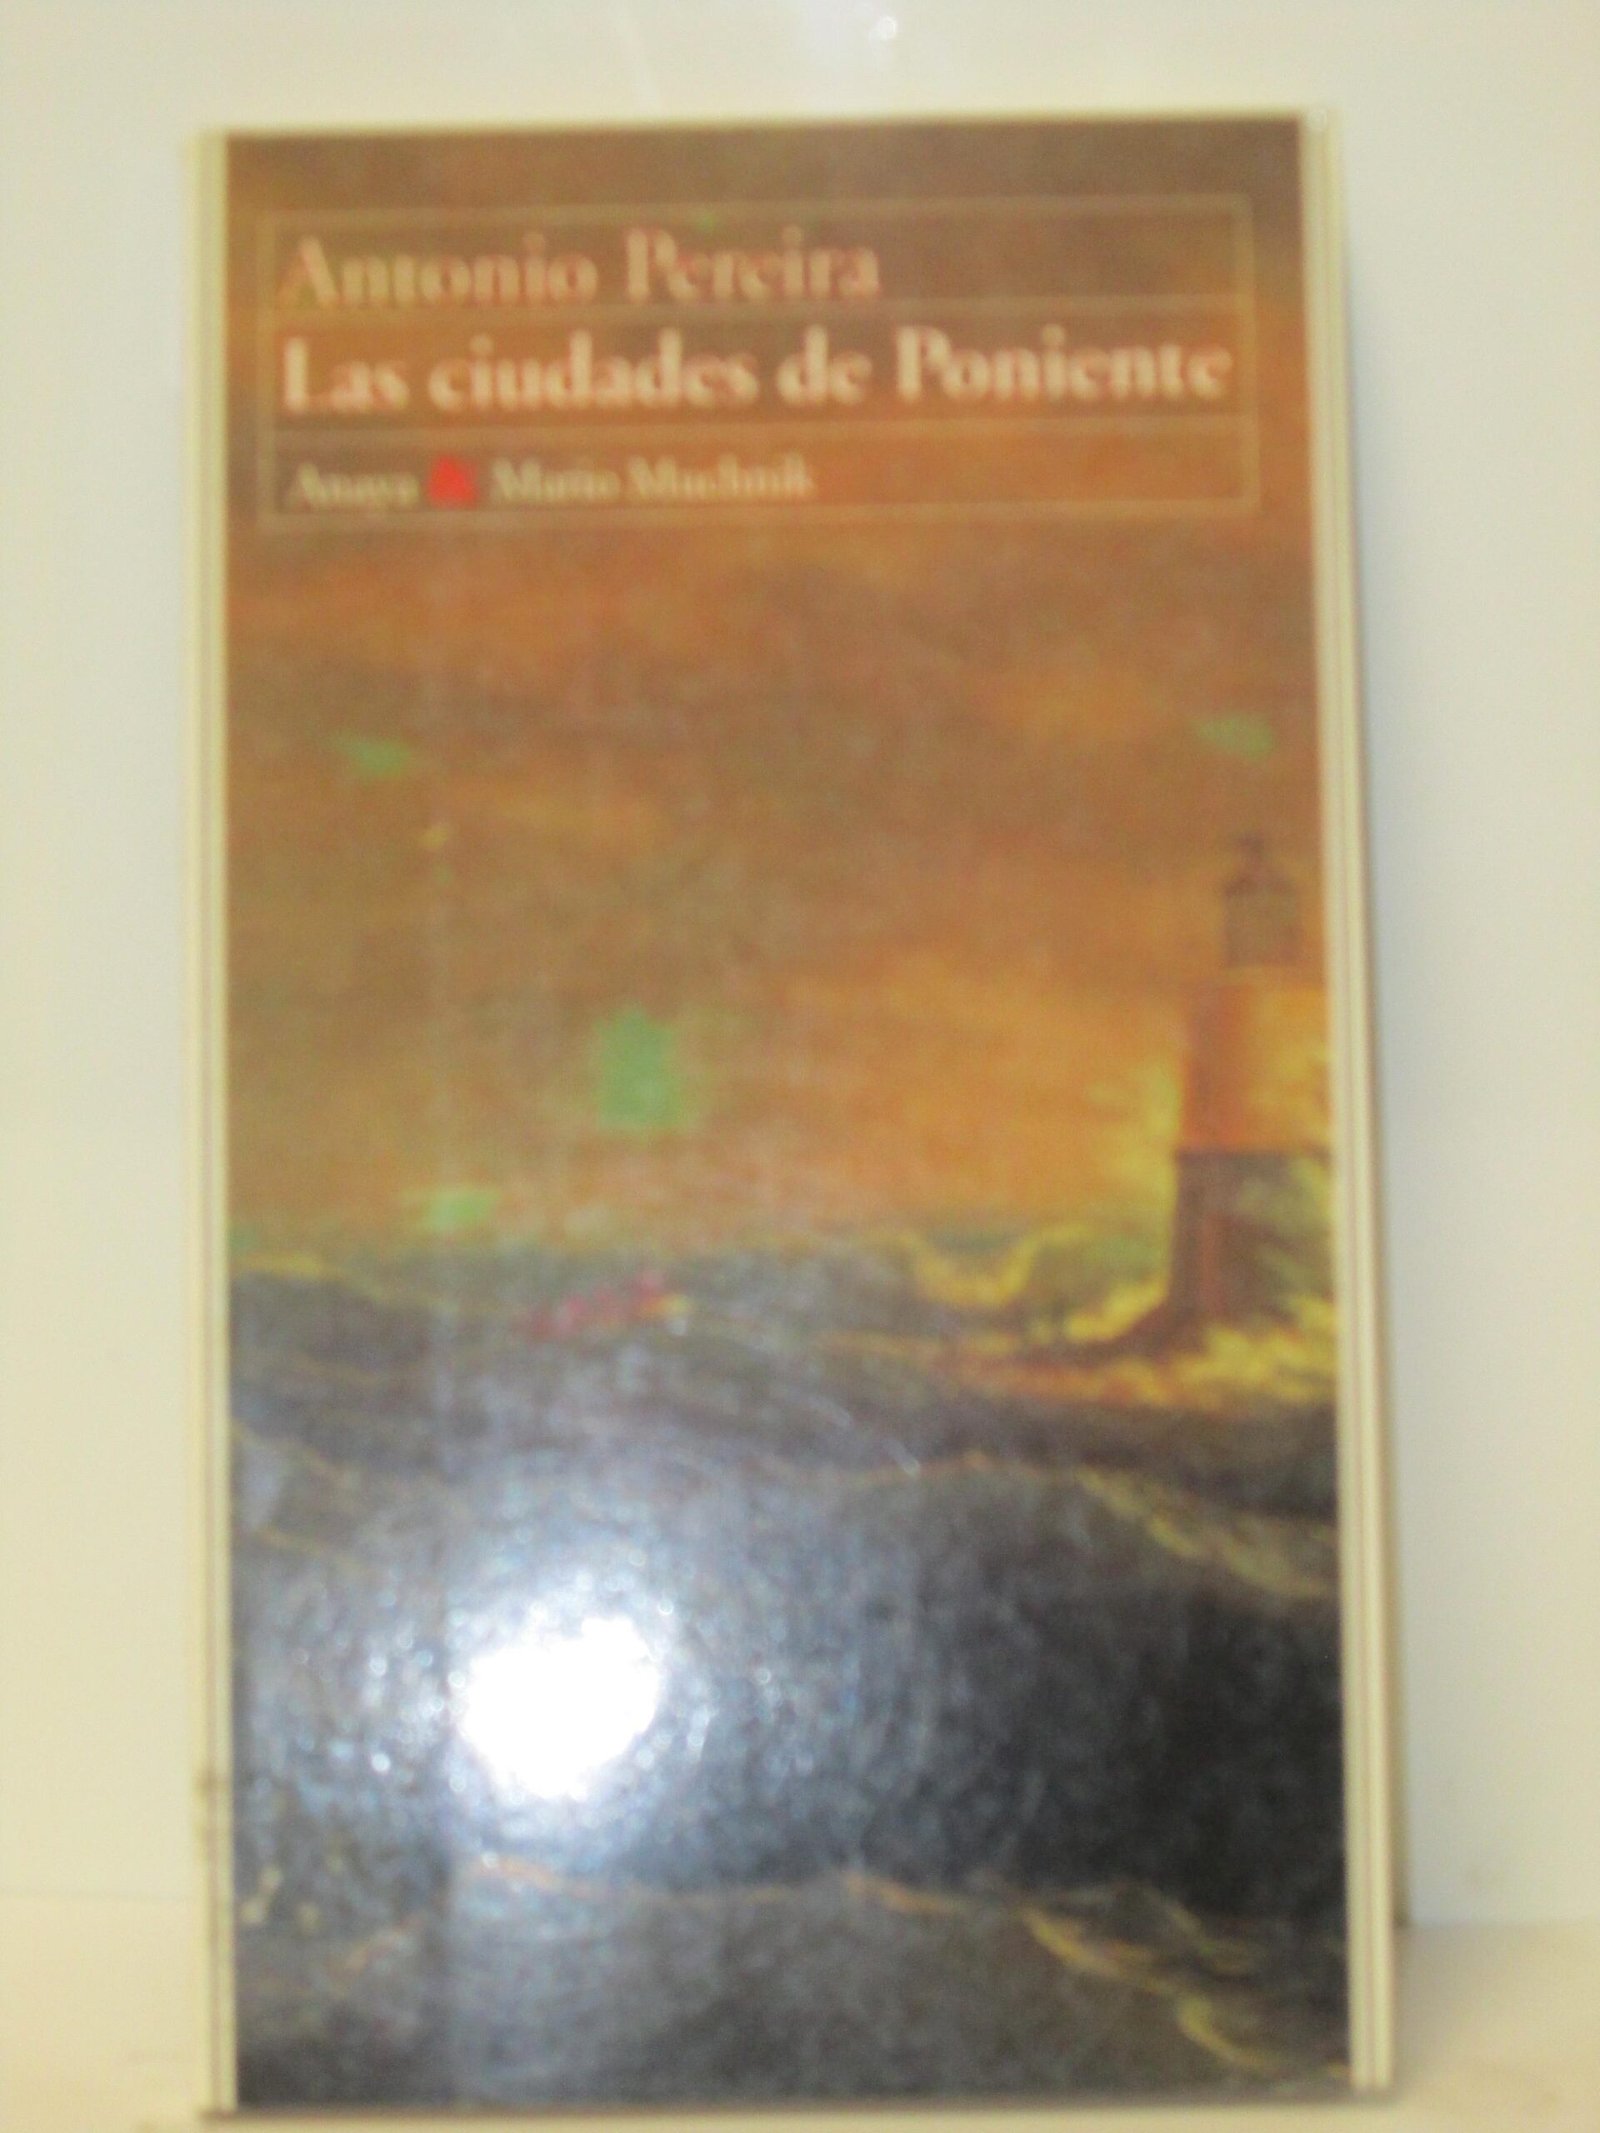 Antonio Pereira
Las ciudades de Poniente
Anaya & Mario Muchnik